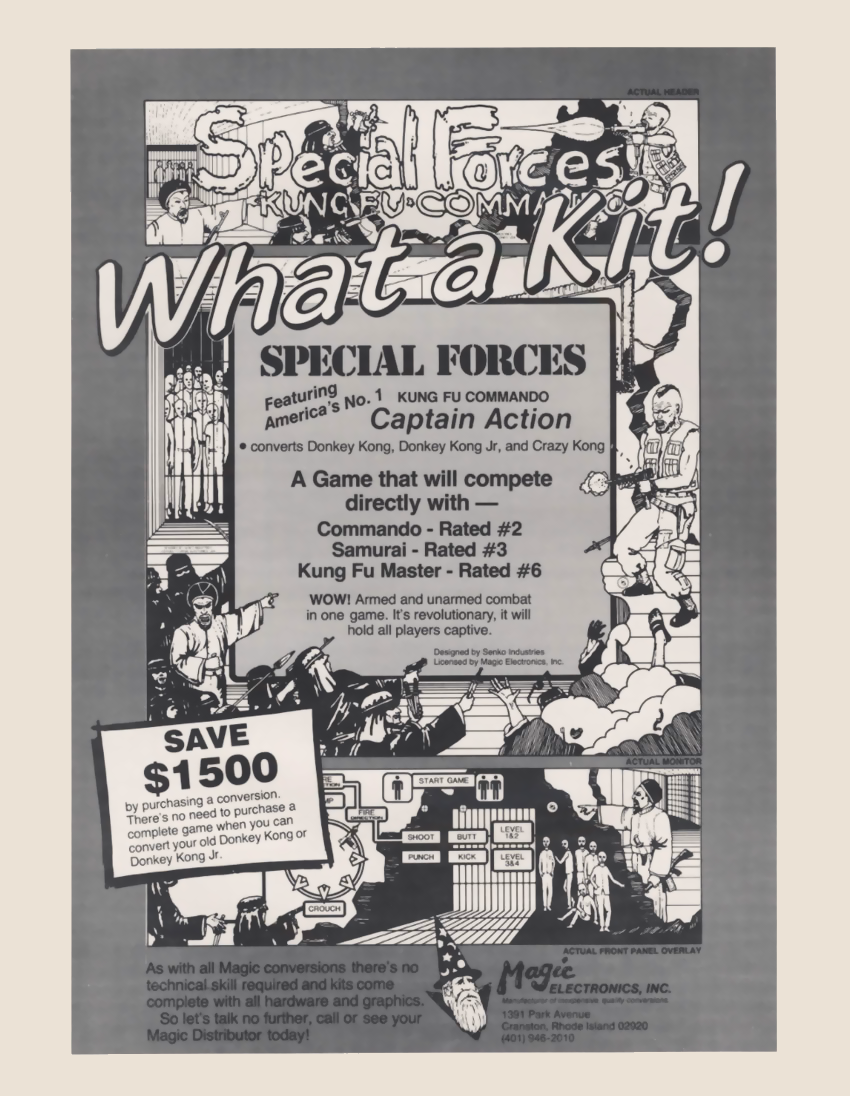 ACTUAL HEADER
Special Forces
KUNG FU COMMANDO
What a Kit!
SPECIAL FORCES
Featuring
America's No. 1 KUNG FU COMMANDO
Captain Action
• converts Donkey Kong, Donkey Kong Jr, and Crazy Kong
A Game that will compete
directly with —
Commando - Rated #2
Samurai - Rated #3
Kung Fu Master - Rated #6
WOW! Armed and unarmed combat
in one game. It's revolutionary, it will
hold all players captive.
Designed by Senko Industries
Licensed by Magic Electronics, Inc.
ACTUAL MONITOR
SAVE
$1500
by purchasing a conversion.
There's no need to purchase a
complete game when you can
convert your old Donkey Kong or
Donkey Kong Jr.
START GAME
FIRE
DIRECTION
SHOOT BUTT LEVEL
1&2
PUNCH KICK LEVEL
3&4
CROUCH
ACTUAL FRONT PANEL OVERLAY
As with all Magic conversions there's no
technical skill required and kits come
complete with all hardware and graphics.
So let's talk no further, call or see your
Magic Distributor today!
Magic
ELECTRONICS, INC.
Manufacturer of inexpensive quality conversions.
1391 Park Avenue
Cranston, Rhode Island 02920
(401) 946-2010